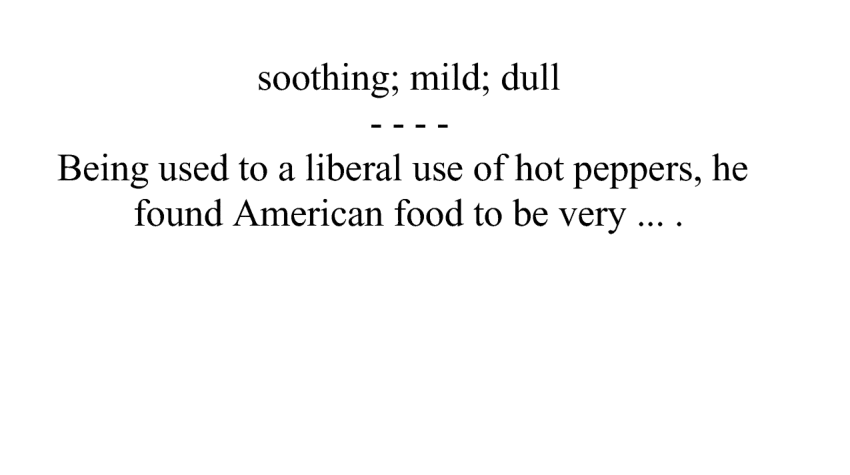 soothing; mild; dull
- - - -
Being used to a liberal use of hot peppers, he
found American food to be very ... .